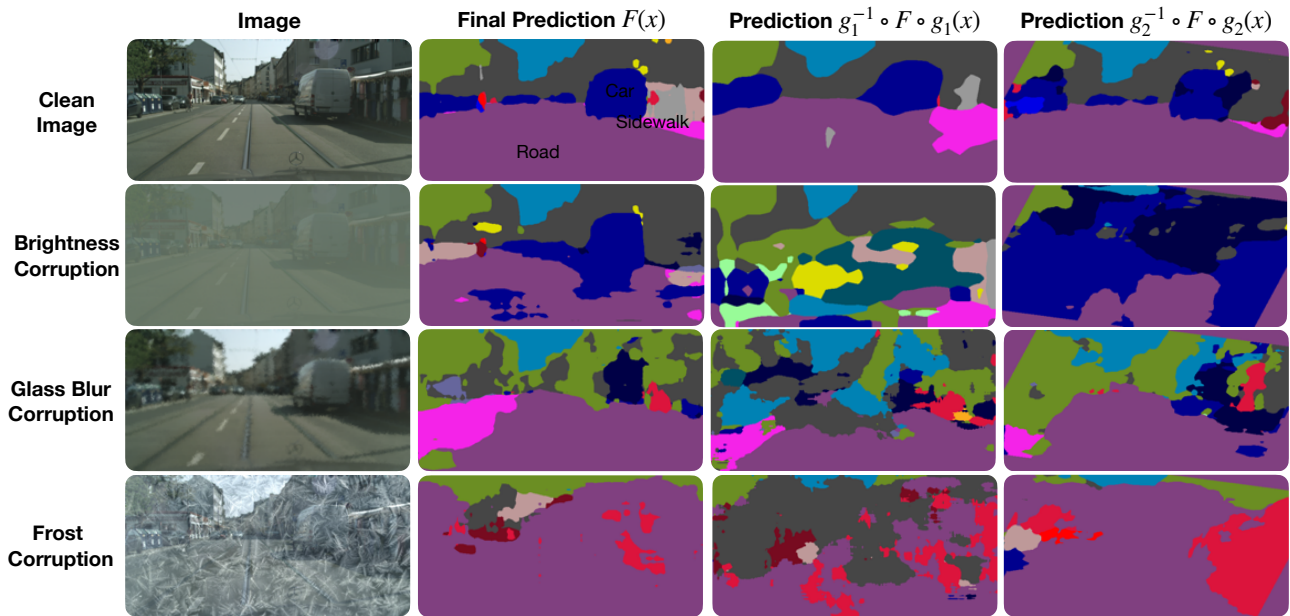 Image
Final Prediction F(x)
Prediction g₁⁻¹ ∘ F ∘ g₁(x)
Prediction g₂⁻¹ ∘ F ∘ g₂(x)
Clean
Image
Car
Sidewalk
Road
Brightness
Corruption
Glass Blur
Corruption
Frost
Corruption